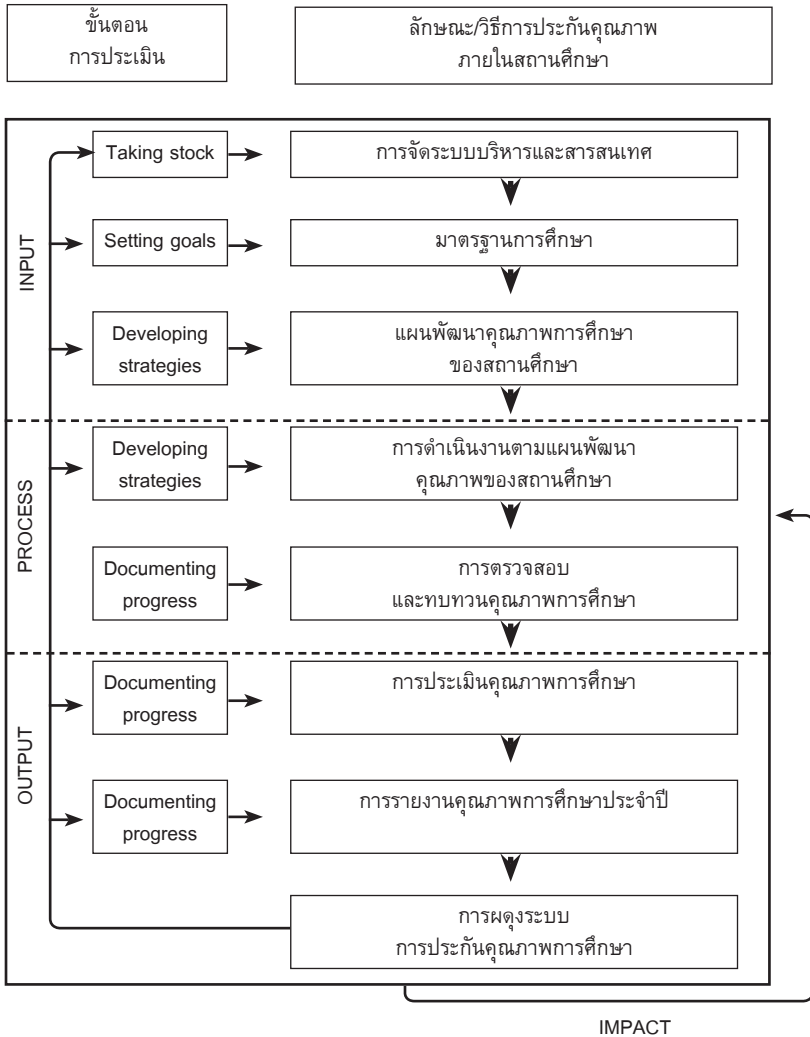 ขั้นตอน
การประเมิน
ลักษณะ/วิธีการประกันคุณภาพ
ภายในสถานศึกษา
INPUT
Taking stock
การจัดระบบบริหารและสารสนเทศ
Setting goals
มาตรฐานการศึกษา
Developing
strategies
แผนพัฒนาคุณภาพการศึกษา
ของสถานศึกษา
PROCESS
Developing
strategies
การดำเนินงานตามแผนพัฒนา
คุณภาพของสถานศึกษา
Documenting
progress
การตรวจสอบ
และทบทวนคุณภาพการศึกษา
OUTPUT
Documenting
progress
การประเมินคุณภาพการศึกษา
Documenting
progress
การรายงานคุณภาพการศึกษาประจำปี
การผดุงระบบ
การประกันคุณภาพการศึกษา
IMPACT